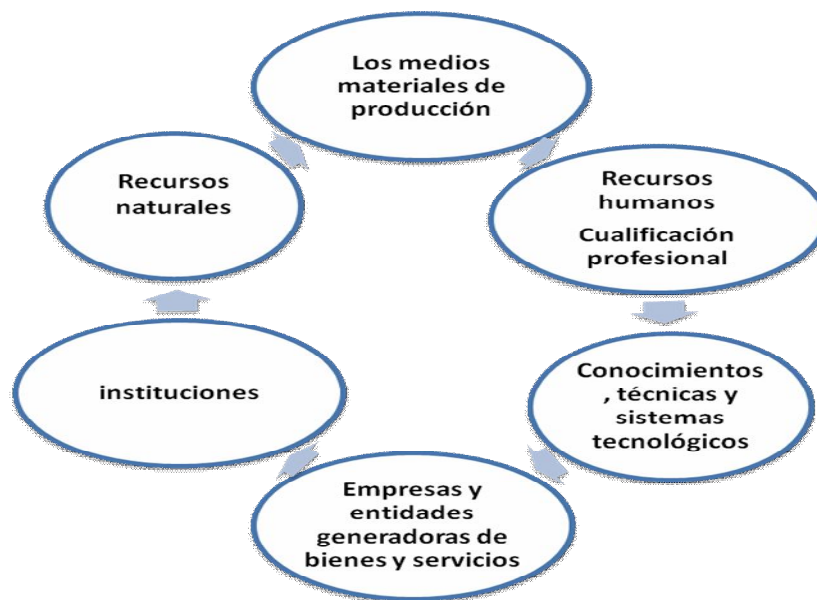 Los medios
materiales de
producción
Recursos
humanos
Cualificación
profesional
Conocimientos
, técnicas y
sistemas
tecnológicos
Empresas y
entidades
generadoras de
bienes y servicios
instituciones
Recursos
naturales